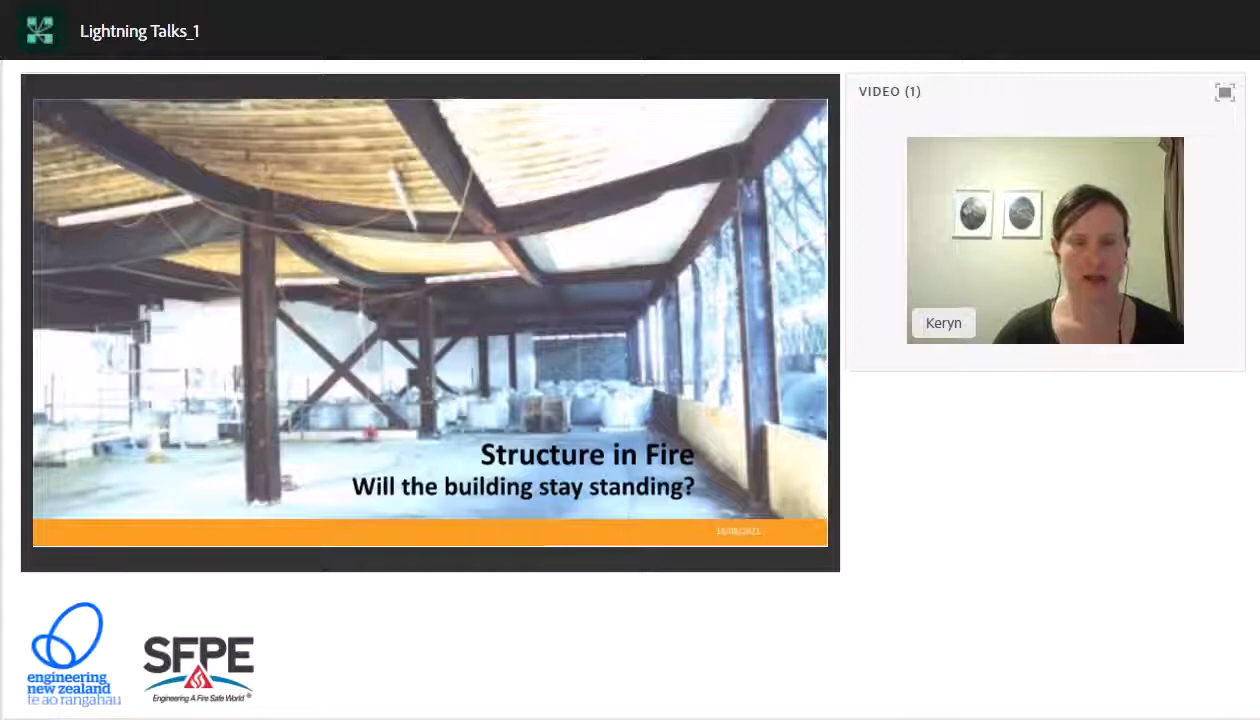 Lightning Talks_1
VIDEO (1)
Keryn
Structure in Fire
Will the building stay standing?
engineering
new zealand
te ao rangahau
SFPE
Engineering A Fire Safe World ®